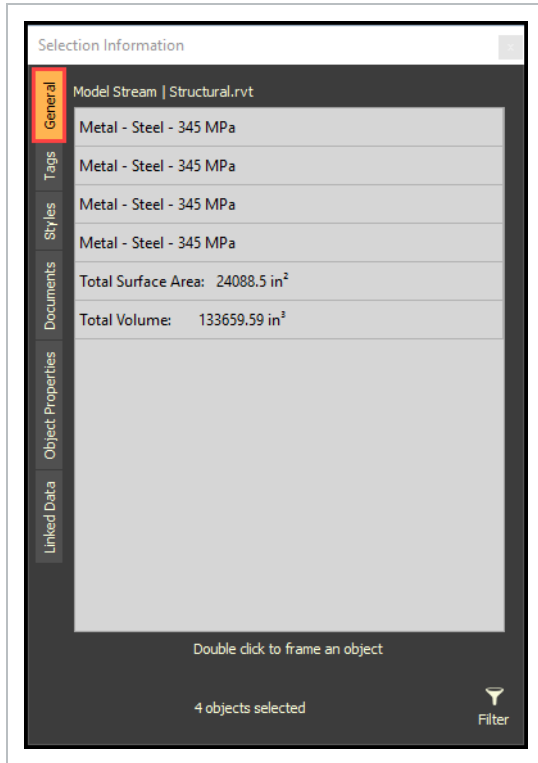 Selection Information
x
General
Tags
Styles
Documents
Object Properties
Linked Data
Model Stream | Structural.rvt
Metal - Steel - 345 MPa
Metal - Steel - 345 MPa
Metal - Steel - 345 MPa
Metal - Steel - 345 MPa
Total Surface Area: 24088.5 in²
Total Volume: 133659.59 in³
Double click to frame an object
4 objects selected
Filter